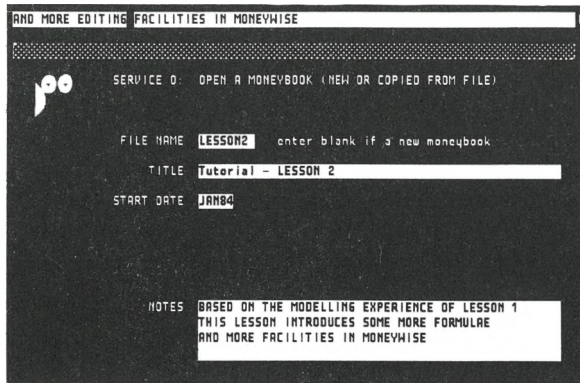 AND MORE EDITING FACILITIES IN MONEYWISE
SERVICE 0: OPEN A MONEYBOOK (NEW OR COPIED FROM FILE)
FILE NAME LESSON2 enter blank if a new moneybook
TITLE Tutorial - LESSON 2
START DATE JAN84
NOTES BASED ON THE MODELLING EXPERIENCE OF LESSON 1
THIS LESSON INTRODUCES SOME MORE FORMULAE
AND MORE FACILITIES IN MONEYWISE